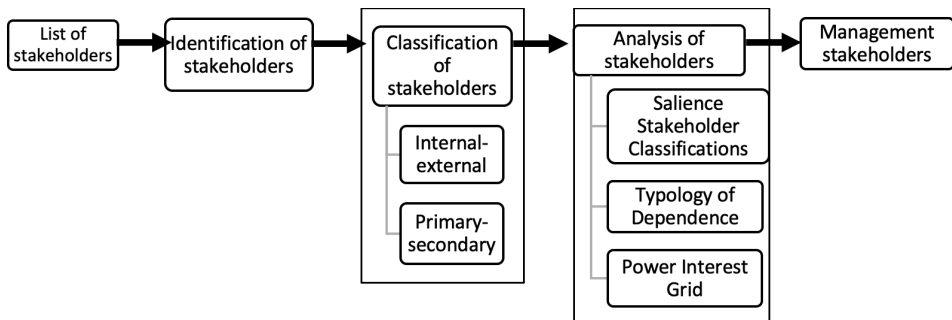 List of
stakeholders
Identification of
stakeholders
Classification
of
stakeholders
Internal-
external
Primary-
secondary
Analysis of
stakeholders
Salience
Stakeholder
Classifications
Typology of
Dependence
Power Interest
Grid
Management
stakeholders